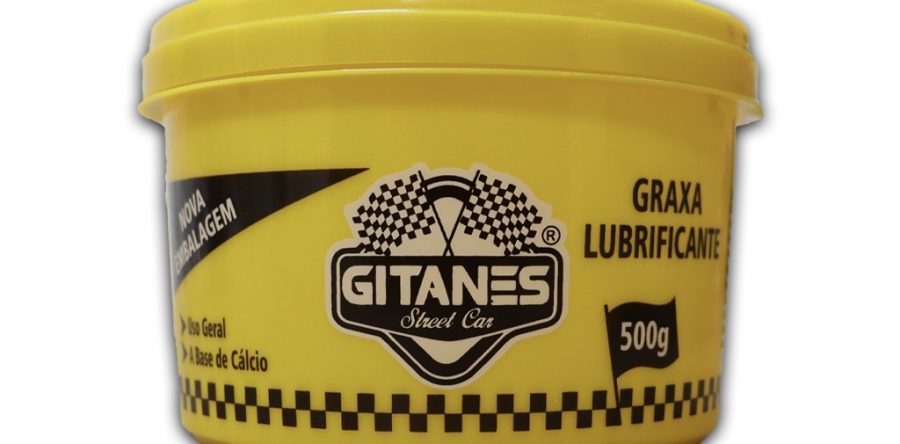 NOVA
EMBALAGEM
Uso Geral
A Base de Cálcio
GITANES
Street Car
®
GRAXA
LUBRIFICANTE
500g